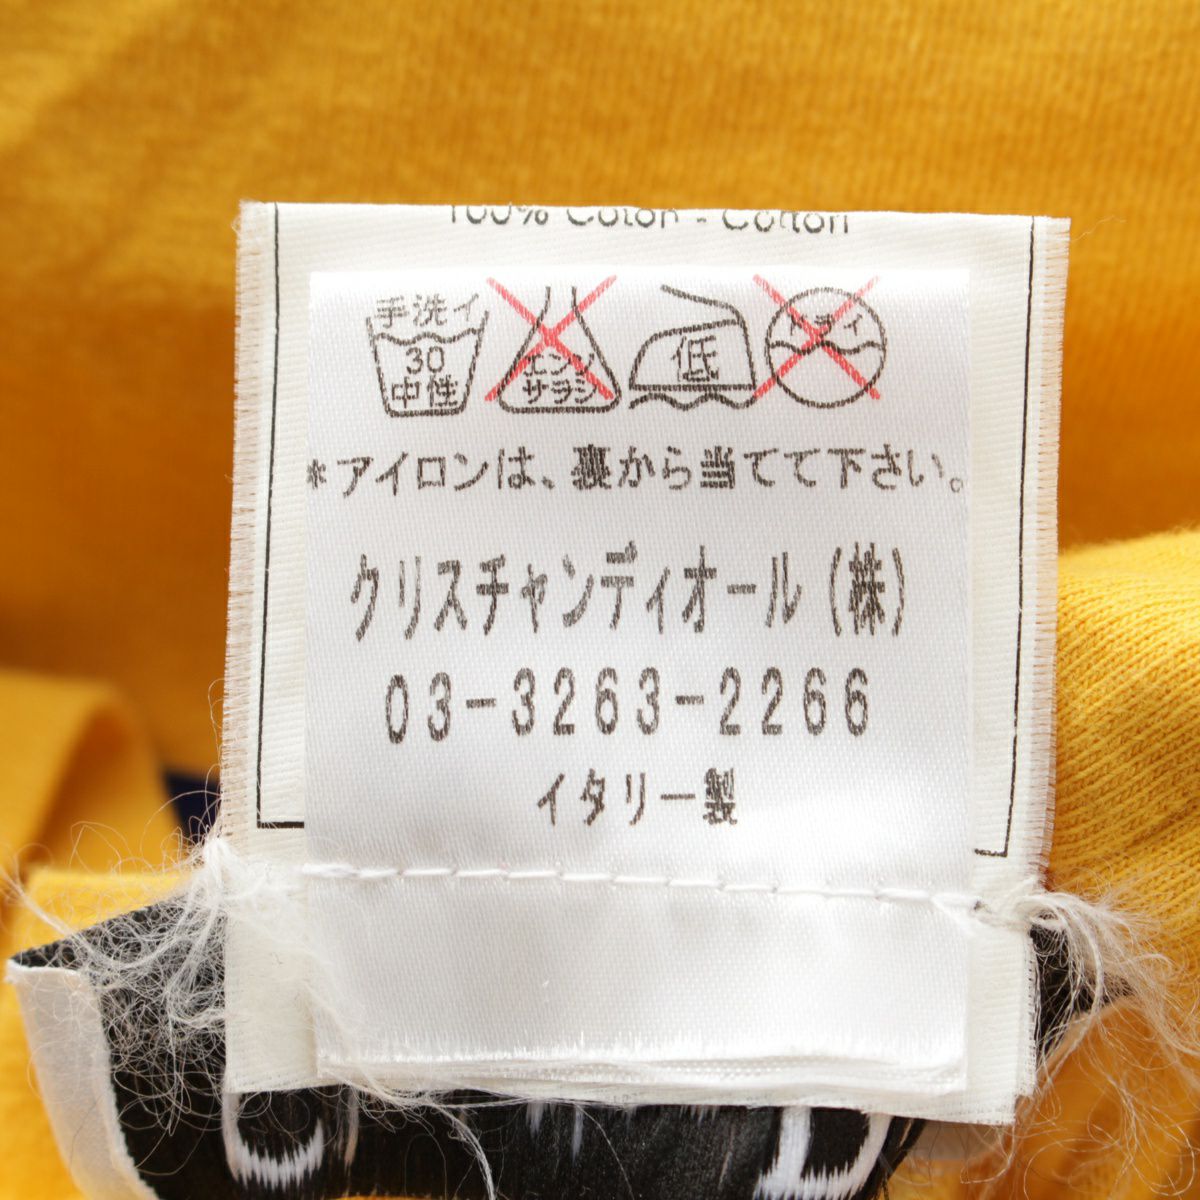 100% Coton - Cotton
手洗イ
30
中性
エンソ
サラシ
低
ドライ
*アイロンは、裏から当てて下さい。
クリスチャンディオール(株)
03-3263-2266
イタリー製